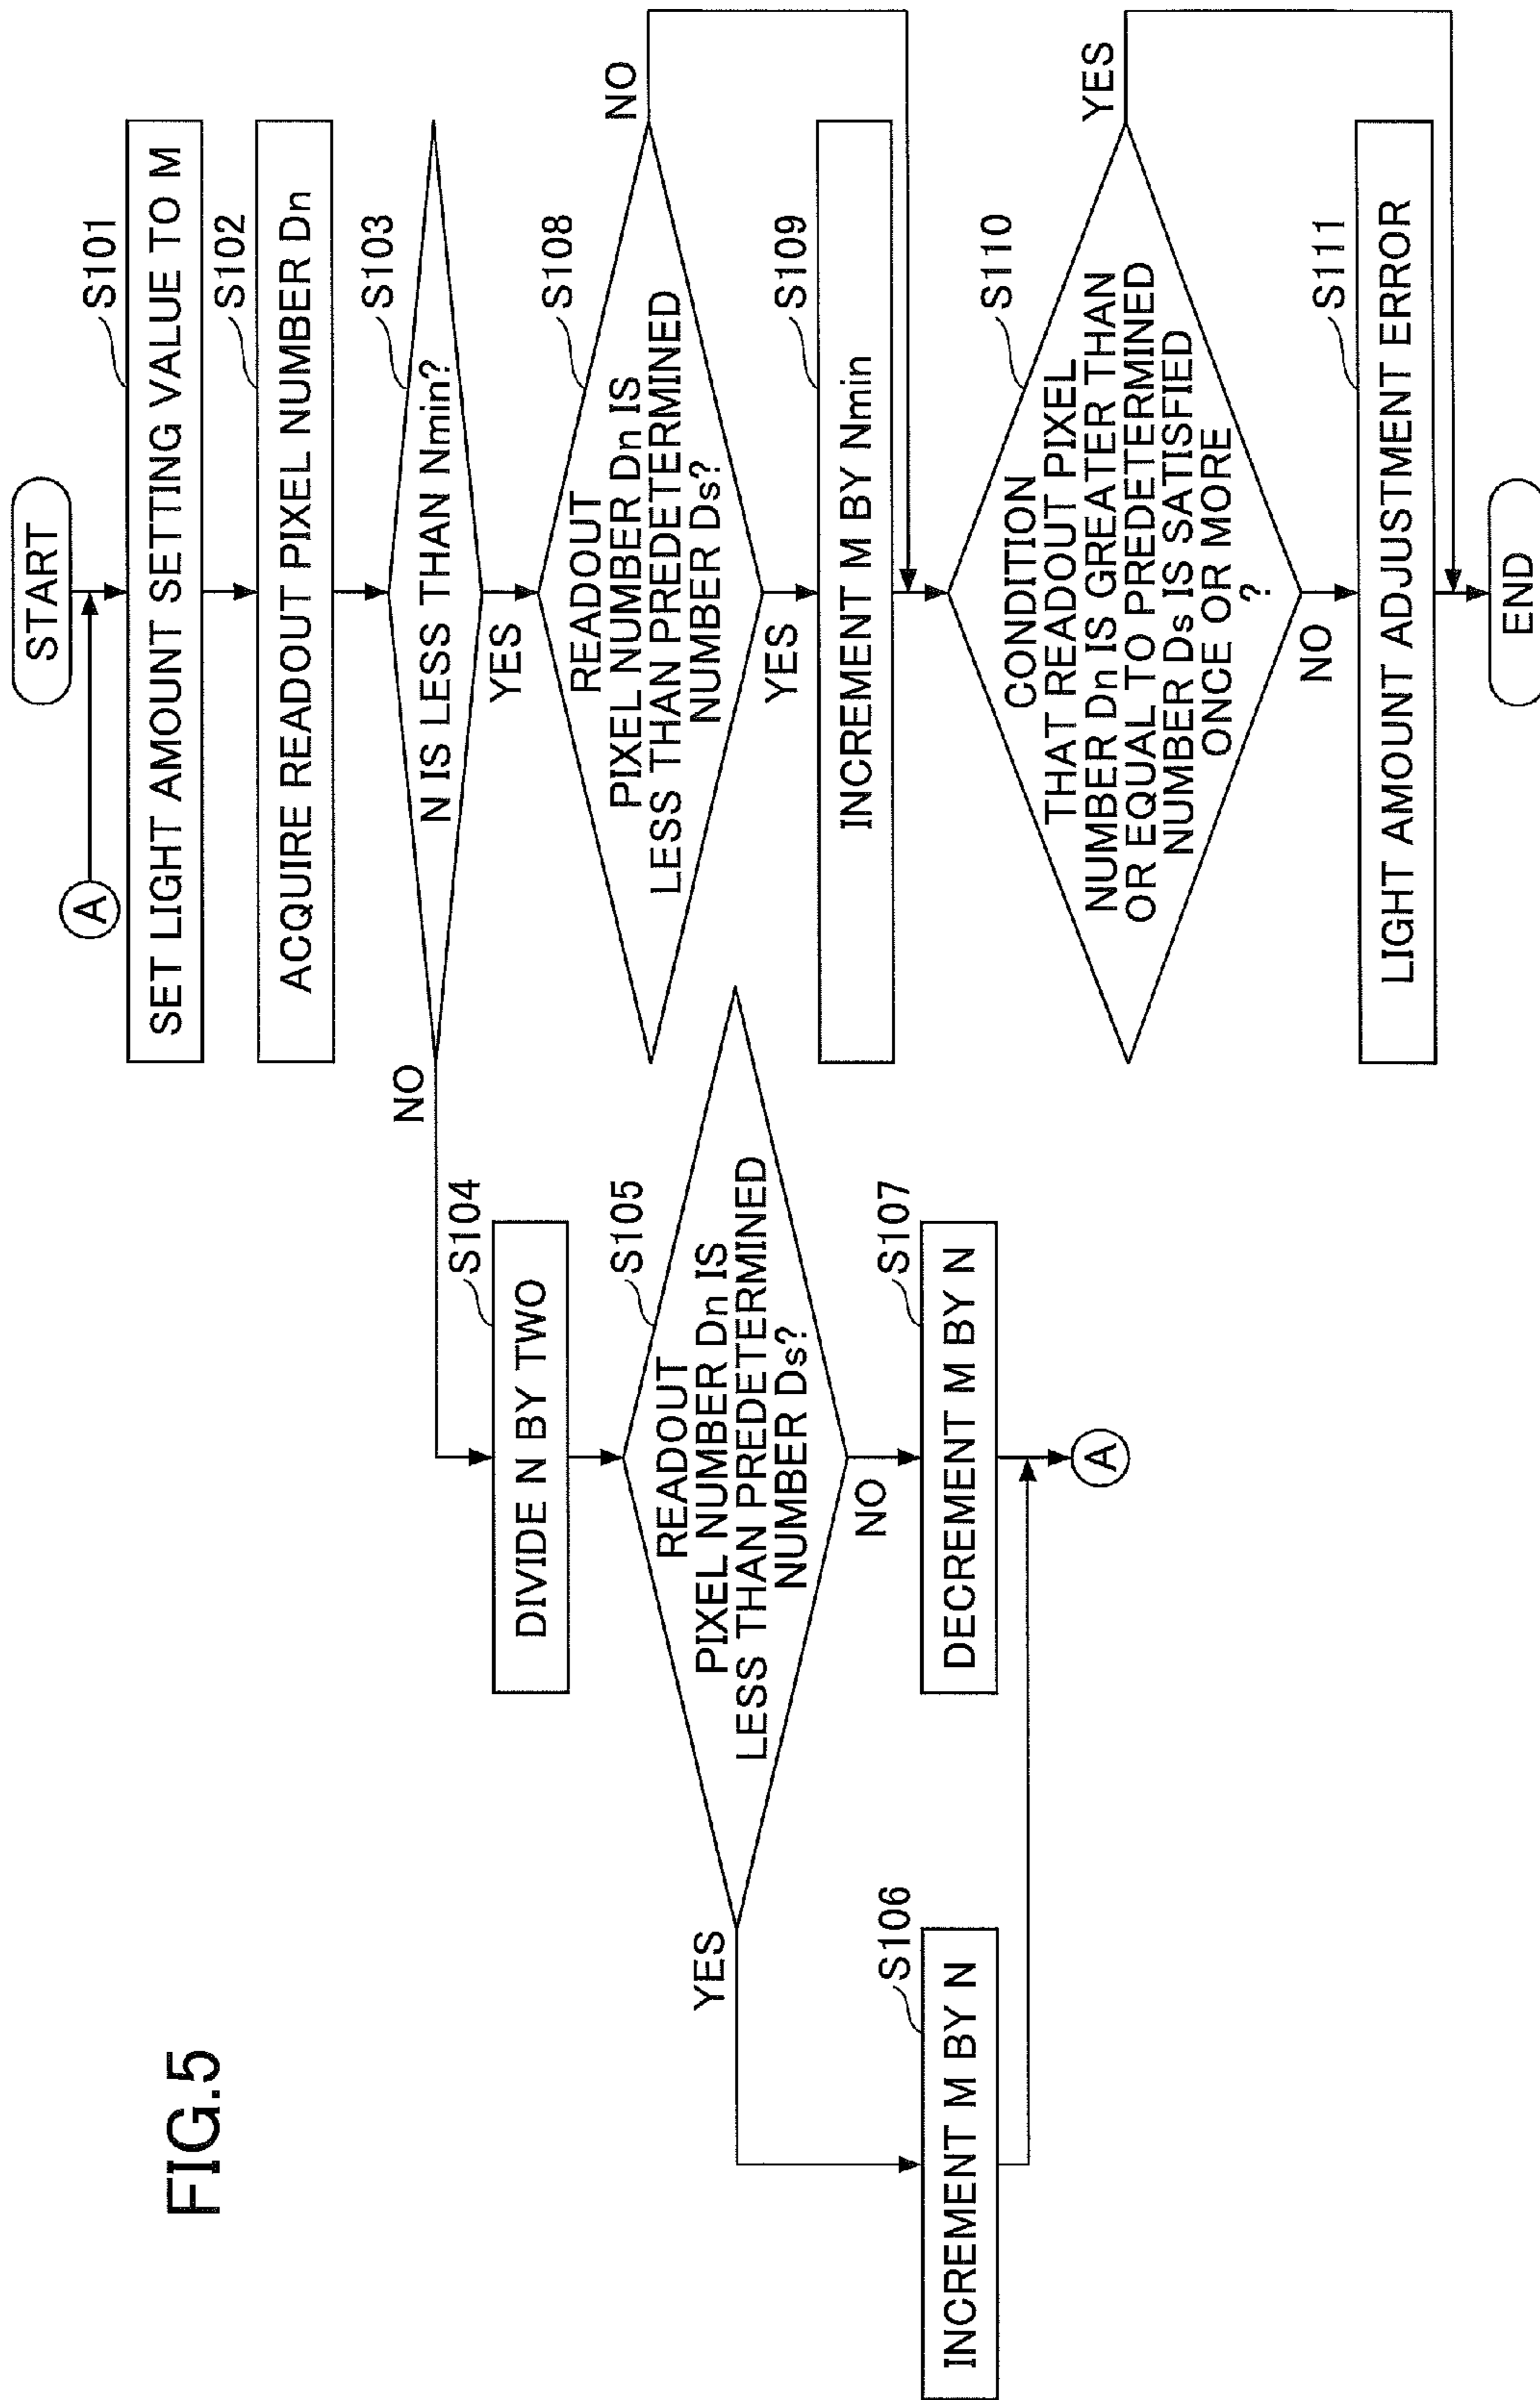 FIG.5
START
A
S101
SET LIGHT AMOUNT SETTING VALUE TO M
S102
ACQUIRE READOUT PIXEL NUMBER Dn
S103
N IS LESS THAN Nmin?
NO
YES
S104
DIVIDE N BY TWO
S105
READOUT
PIXEL NUMBER Dn IS
LESS THAN PREDETERMINED
NUMBER Ds?
YES
NO
S106
INCREMENT M BY N
S107
DECREMENT M BY N
A
S108
READOUT
PIXEL NUMBER Dn IS
LESS THAN PREDETERMINED
NUMBER Ds?
NO
YES
S109
INCREMENT M BY Nmin
S110
CONDITION
THAT READOUT PIXEL
NUMBER Dn IS GREATER THAN
OR EQUAL TO PREDETERMINED
NUMBER Ds IS SATISFIED
ONCE OR MORE
?
YES
NO
S111
LIGHT AMOUNT ADJUSTMENT ERROR
END